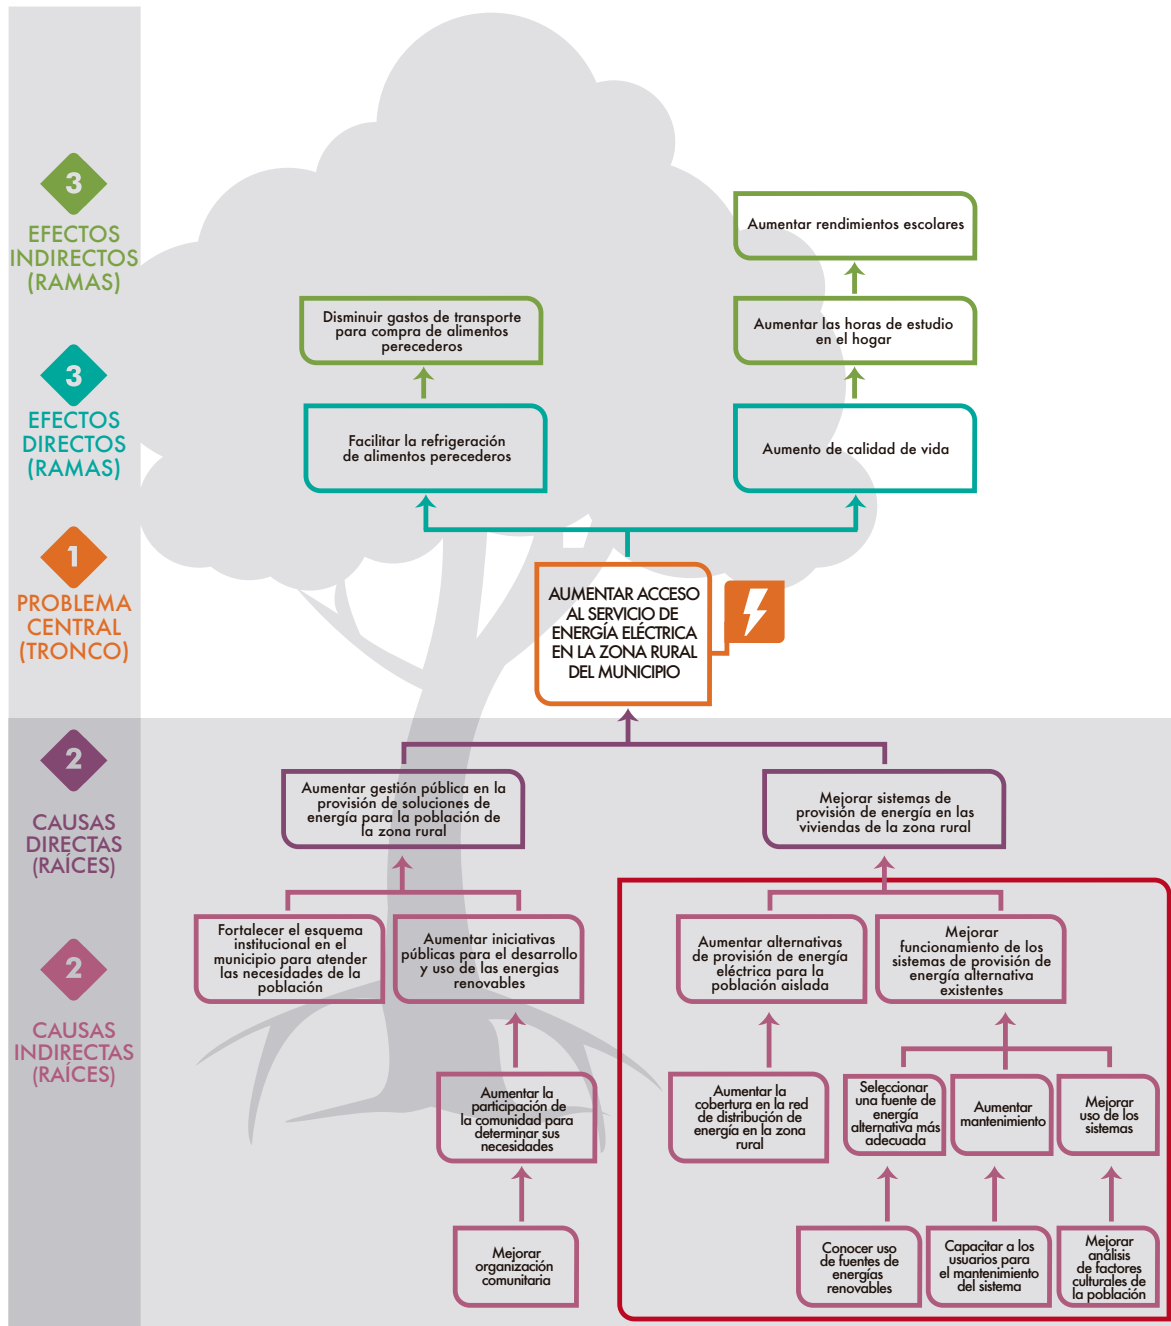 3
EFECTOS
INDIRECTOS
(RAMAS)
Aumentar rendimientos escolares
Disminuir gastos de transporte
para compra de alimentos
perecederos
Aumentar las horas de estudio
en el hogar
3
EFECTOS
DIRECTOS
(RAMAS)
Facilitar la refrigeración
de alimentos perecederos
Aumento de calidad de vida
1
PROBLEMA
CENTRAL
(TRONCO)
AUMENTAR ACCESO
AL SERVICIO DE
ENERGÍA ELÉCTRICA
EN LA ZONA RURAL
DEL MUNICIPIO
2
CAUSAS
DIRECTAS
(RAÍCES)
Aumentar gestión pública en la
provisión de soluciones de
energía para la población de
la zona rural
Mejorar sistemas de
provisión de energía en las
viviendas de la zona rural
2
CAUSAS
INDIRECTAS
(RAÍCES)
Fortalecer el esquema
institucional en el
municipio para atender
las necesidades de la
población
Aumentar iniciativas
públicas para el desarrollo
y uso de las energias
renovables
Aumentar alternativas
de provisión de energía
eléctrica para la
población aislada
Mejorar
funcionamiento de los
sistemas de provisión de
energía alternativa
existentes
Aumentar la
participación de
la comunidad para
determinar sus
necesidades
Aumentar la
cobertura en la red
de distribución de
energía en la zona
rural
Seleccionar
una fuente de
energía
alternativa más
adecuada
Aumentar
mantenimiento
Mejorar
uso de los
sistemas
Mejorar
organización
comunitaria
Conocer uso
de fuentes de
energías
renovables
Capacitar a los
usuarios para
el mantenimiento
del sistema
Mejorar
análisis
de factores
culturales de
la población